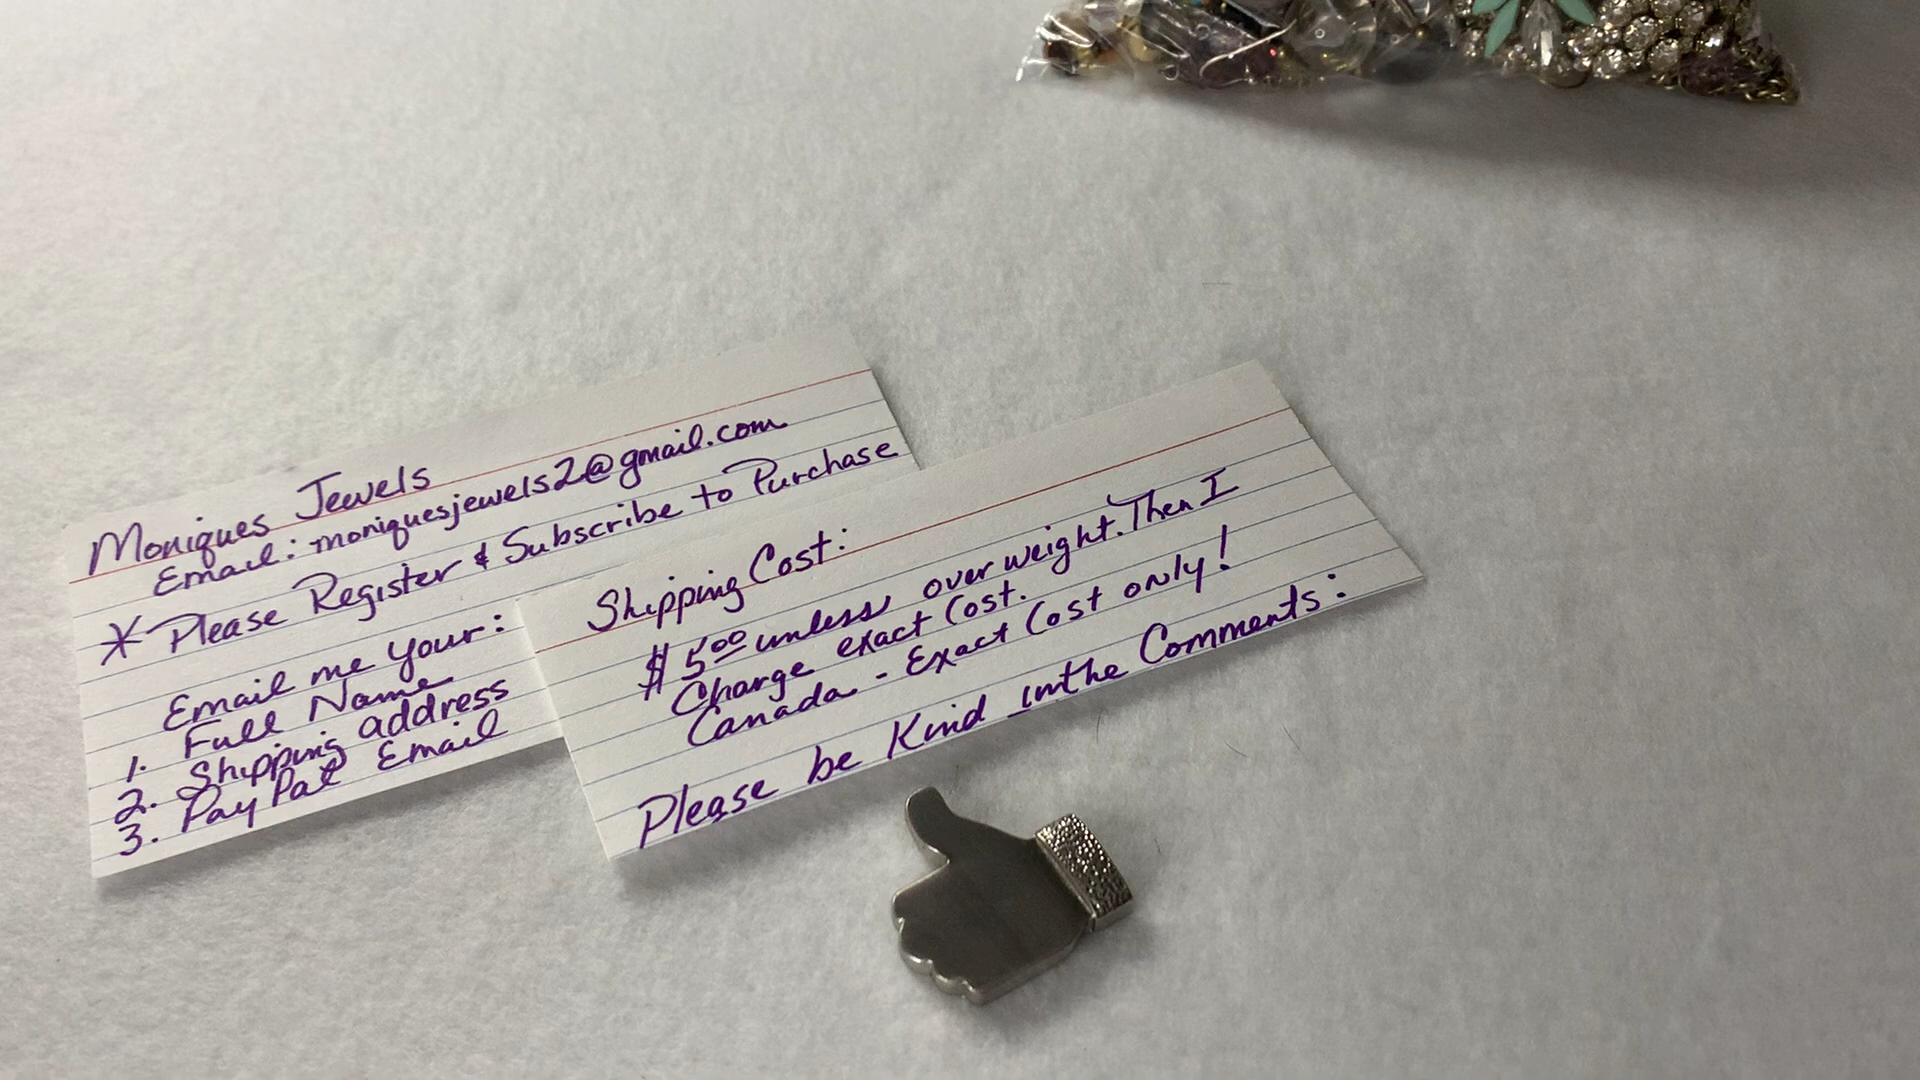 Moniques Jewels
Email: moniquesjewels2@gmail.com
* Please Register & Subscribe to Purchase
Email me your:
1. Full Name
2. Shipping address
3. PayPal Email
Shipping Cost:
$5.00 unless over weight. Then I
Charge exact Cost.
Canada - Exact Cost only!
Please be Kind in the Comments: